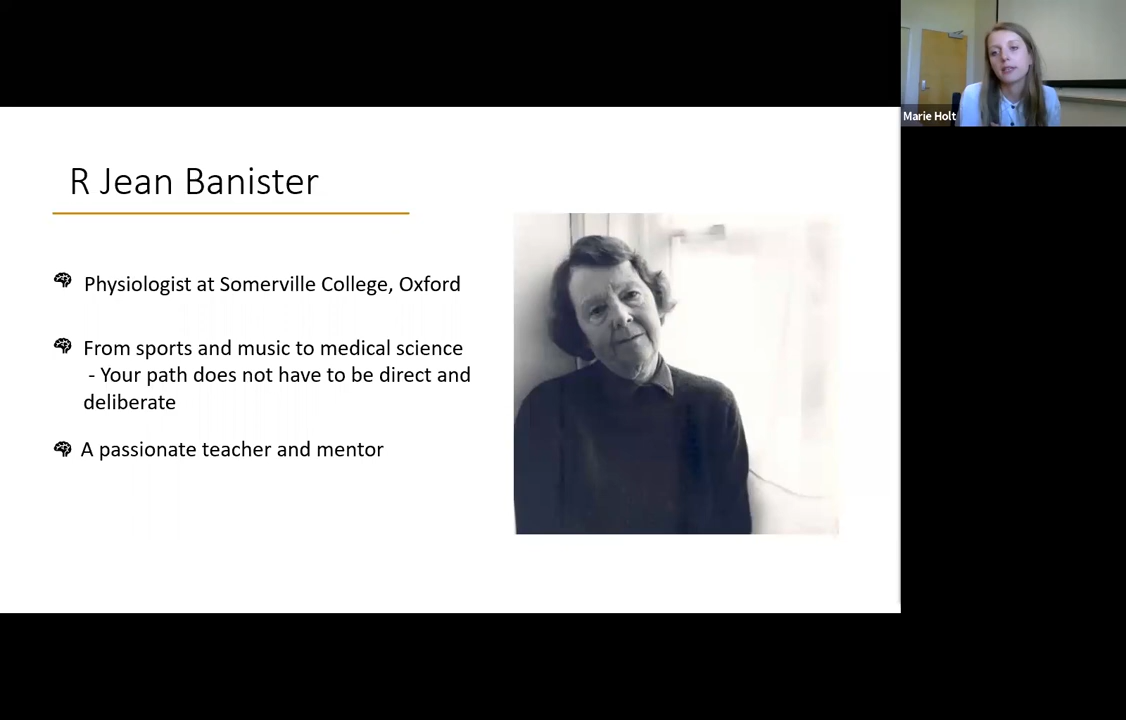 Marie Holt
R Jean Banister
Physiologist at Somerville College, Oxford
From sports and music to medical science
- Your path does not have to be direct and
deliberate
A passionate teacher and mentor